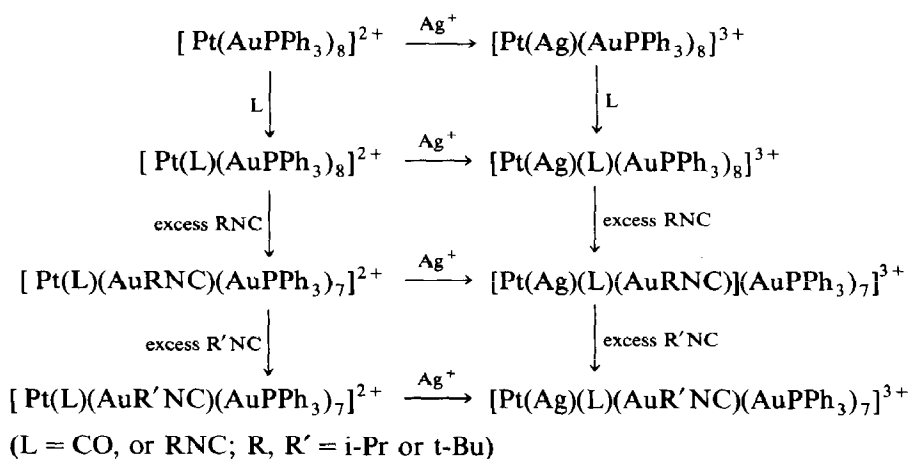 [Pt(AuPPh₃)₈]²⁺ Ag⁺ → [Pt(Ag)(AuPPh₃)₈]³⁺
L ↓ L ↓
[Pt(L)(AuPPh₃)₈]²⁺ Ag⁺ → [Pt(Ag)(L)(AuPPh₃)₈]³⁺
excess RNC ↓ excess RNC ↓
[Pt(L)(AuRNC)(AuPPh₃)₇]²⁺ Ag⁺ → [Pt(Ag)(L)(AuRNC)](AuPPh₃)₇]³⁺
excess R′NC ↓ excess R′NC ↓
[Pt(L)(AuR′NC)(AuPPh₃)₇]²⁺ Ag⁺ → [Pt(Ag)(L)(AuR′NC)(AuPPh₃)₇]³⁺
(L = CO, or RNC; R, R′ = i-Pr or t-Bu)